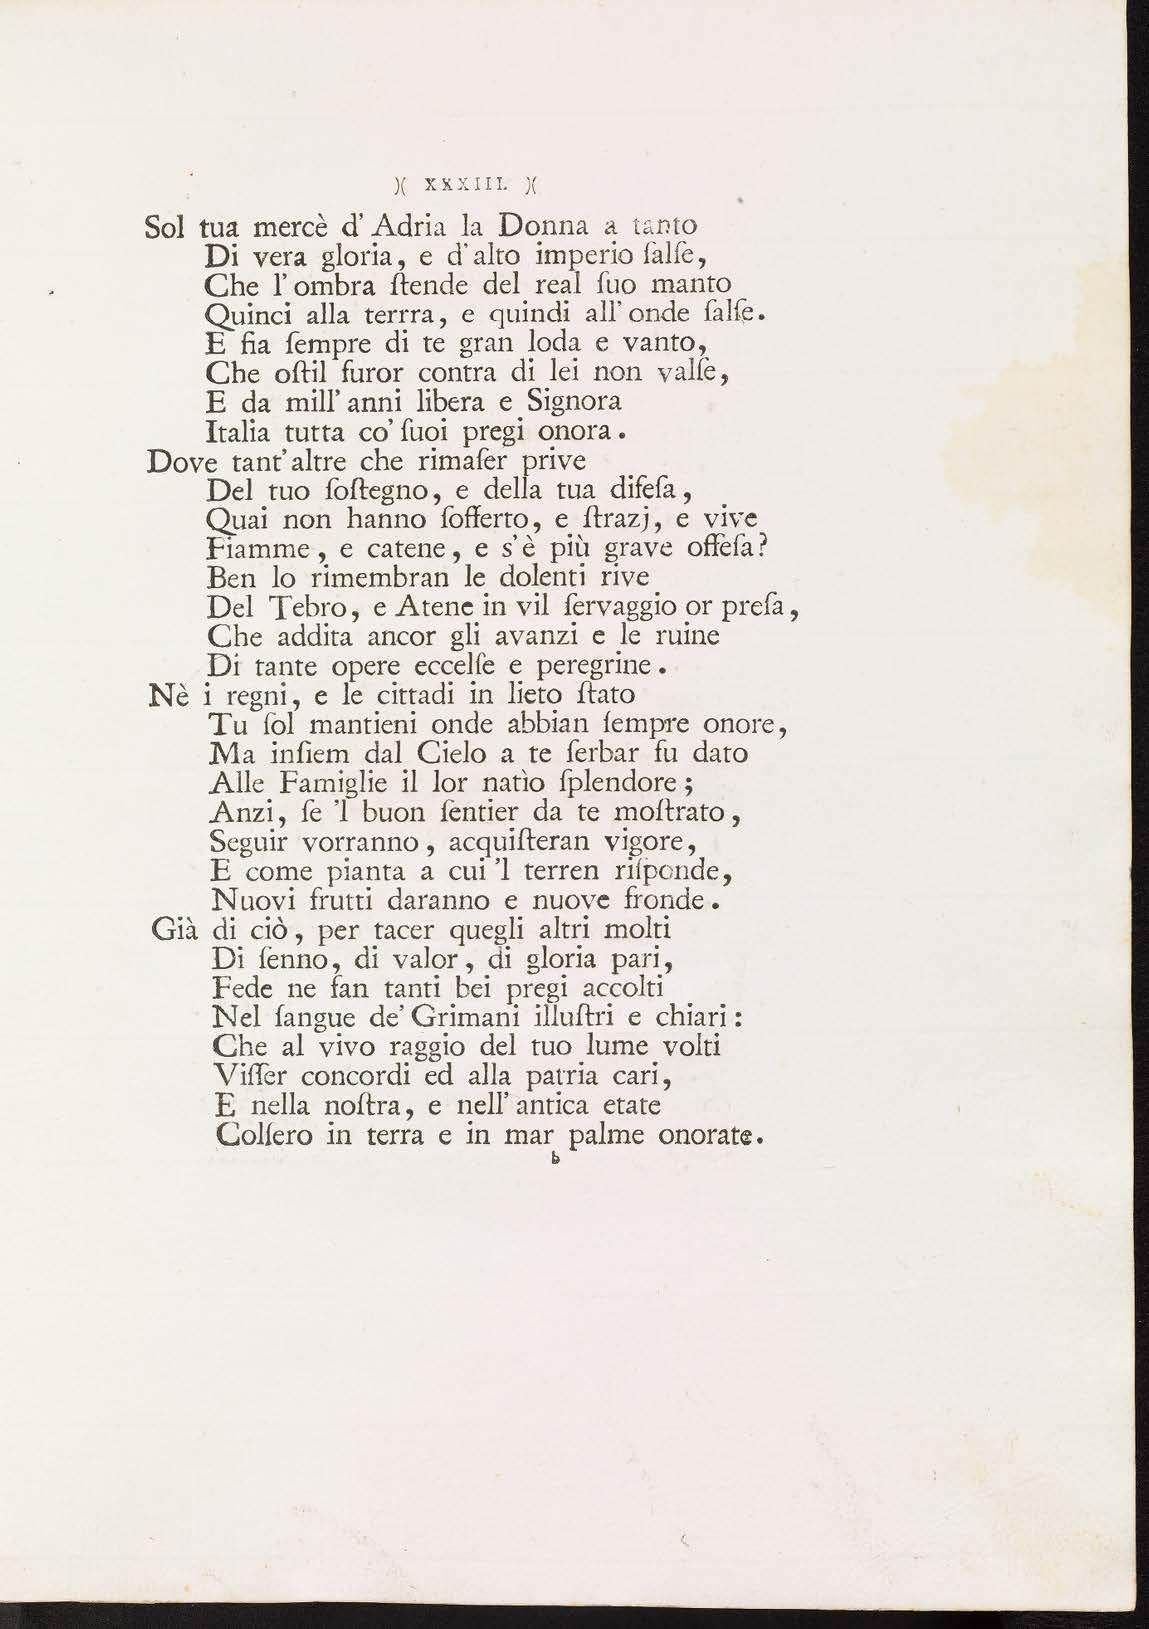 )( XXXIII. )(
Sol tua mercè d' Adria la Donna a tanto
Di vera gloria, e d'alto imperio ſalſe,
Che l'ombra ſtende del real ſuo manto
Quinci alla terrra, e quindi all'onde ſalſe.
E fia ſempre di te gran loda e vanto,
Che oſtil furor contra di lei non valſe,
E da mill'anni libera e Signora
Italia tutta co' ſuoi pregi onora.
Dove tant'altre che rimaſer prive
Del tuo ſoſtegno, e della tua difeſa,
Quai non hanno ſofferto, e ſtrazj, e vive
Fiamme, e catene, e s'è più grave offeſa?
Ben lo rimembran le dolenti rive
Del Tebro, e Atene in vil ſervaggio or preſa,
Che addita ancor gli avanzi e le ruine
Di tante opere eccelſe e peregrine.
Nè i regni, e le cittadi in lieto ſtato
Tu ſol mantieni onde abbian ſempre onore,
Ma inſiem dal Cielo a te ſerbar fu dato
Alle Famiglie il lor natìo ſplendore;
Anzi, ſe 'l buon ſentier da te moſtrato,
Seguir vorranno, acquiſteran vigore,
E come pianta a cui 'l terren riſponde,
Nuovi frutti daranno e nuove fronde.
Già di ciò, per tacer quegli altri molti
Di ſenno, di valor, di gloria pari,
Fede ne fan tanti bei pregi accolti
Nel ſangue de' Grimani illuſtri e chiari:
Che al vivo raggio del tuo lume volti
Viſſer concordi ed alla patria cari,
E nella noſtra, e nell'antica etate
Colſero in terra e in mar palme onorate.
b